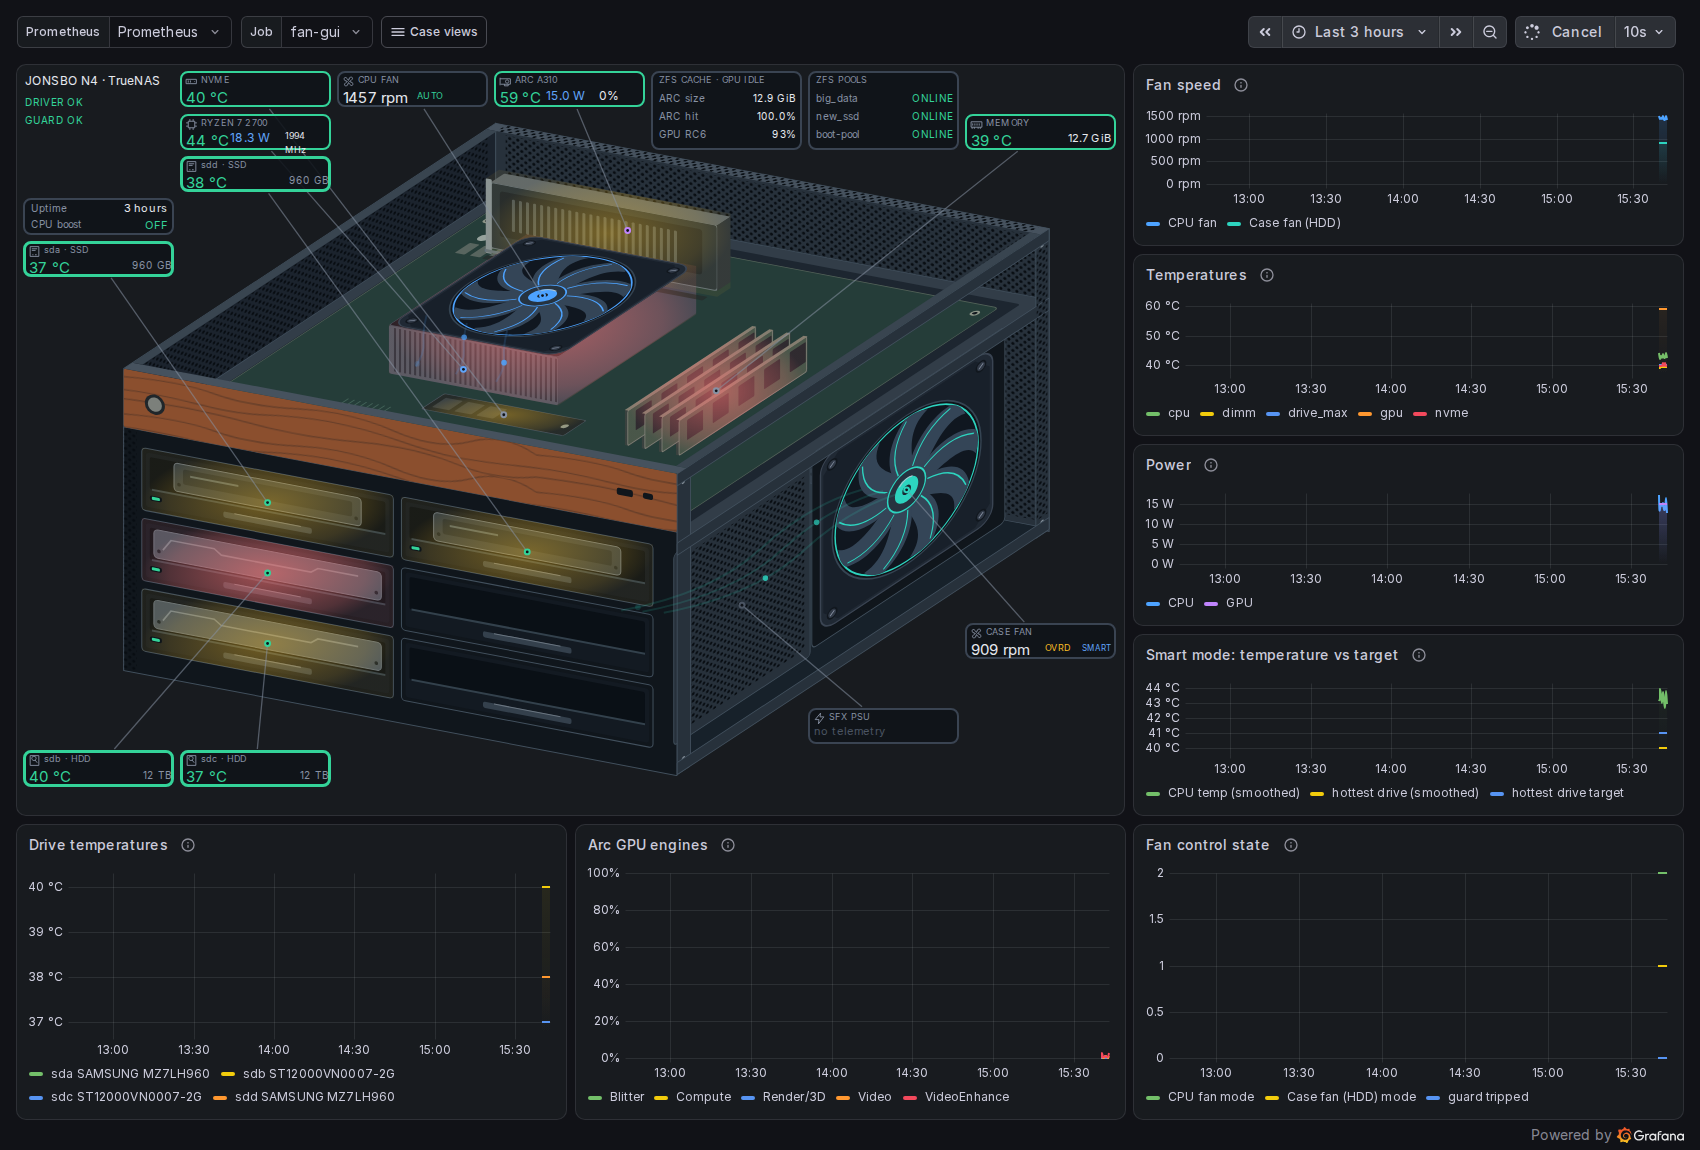 Prometheus Prometheus Job fan-gui Case views Last 3 hours Cancel 10s
JONSBO N4 · TrueNAS
DRIVER OK
GUARD OK
NVME
40 °C
CPU FAN
1457 rpm AUTO
ARC A310
59 °C 15.0 W 0%
ZFS CACHE · GPU IDLE
ARC size 12.9 GiB
ARC hit 100.0%
GPU RC6 93%
ZFS POOLS
big_data ONLINE
new_ssd ONLINE
boot-pool ONLINE
RYZEN 7 2700
44 °C 18.3 W 1994 MHz
MEMORY
39 °C 12.7 GiB
sdd · SSD
38 °C 960 GB
Uptime 3 hours
CPU boost OFF
sda · SSD
37 °C 960 GB
CASE FAN
909 rpm OVRD SMART
SFX PSU
no telemetry
sdb · HDD
40 °C 12 TB
sdc · HDD
37 °C 12 TB
Fan speed
1500 rpm
1000 rpm
500 rpm
0 rpm
13:00 13:30 14:00 14:30 15:00 15:30
CPU fan Case fan (HDD)
Temperatures
60 °C
50 °C
40 °C
13:00 13:30 14:00 14:30 15:00 15:30
cpu dimm drive_max gpu nvme
Power
15 W
10 W
5 W
0 W
13:00 13:30 14:00 14:30 15:00 15:30
CPU GPU
Smart mode: temperature vs target
44 °C
43 °C
42 °C
41 °C
40 °C
13:00 13:30 14:00 14:30 15:00 15:30
CPU temp (smoothed) hottest drive (smoothed) hottest drive target
Drive temperatures
40 °C
39 °C
38 °C
37 °C
13:00 13:30 14:00 14:30 15:00 15:30
sda SAMSUNG MZ7LH960 sdb ST12000VN0007-2G
sdc ST12000VN0007-2G sdd SAMSUNG MZ7LH960
Arc GPU engines
100%
80%
60%
40%
20%
0%
13:00 13:30 14:00 14:30 15:00 15:30
Blitter Compute Render/3D Video VideoEnhance
Fan control state
2
1.5
1
0.5
0
13:00 13:30 14:00 14:30 15:00 15:30
CPU fan mode Case fan (HDD) mode guard tripped
Powered by Grafana